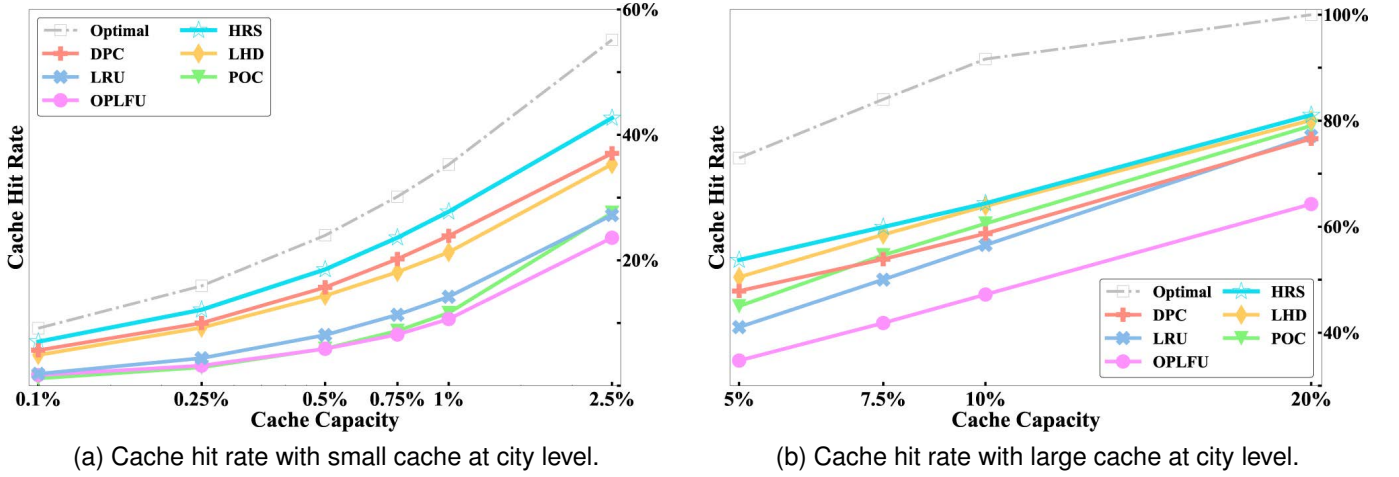 60%
Optimal HRS
DPC LHD
LRU POC
OPLFU
40%
20%
Cache Hit Rate
0.1% 0.25% 0.5% 0.75% 1% 2.5%
Cache Capacity
(a) Cache hit rate with small cache at city level.
100%
80%
60%
40%
Cache Hit Rate
Optimal HRS
DPC LHD
LRU POC
OPLFU
5% 7.5% 10% 20%
Cache Capacity
(b) Cache hit rate with large cache at city level.